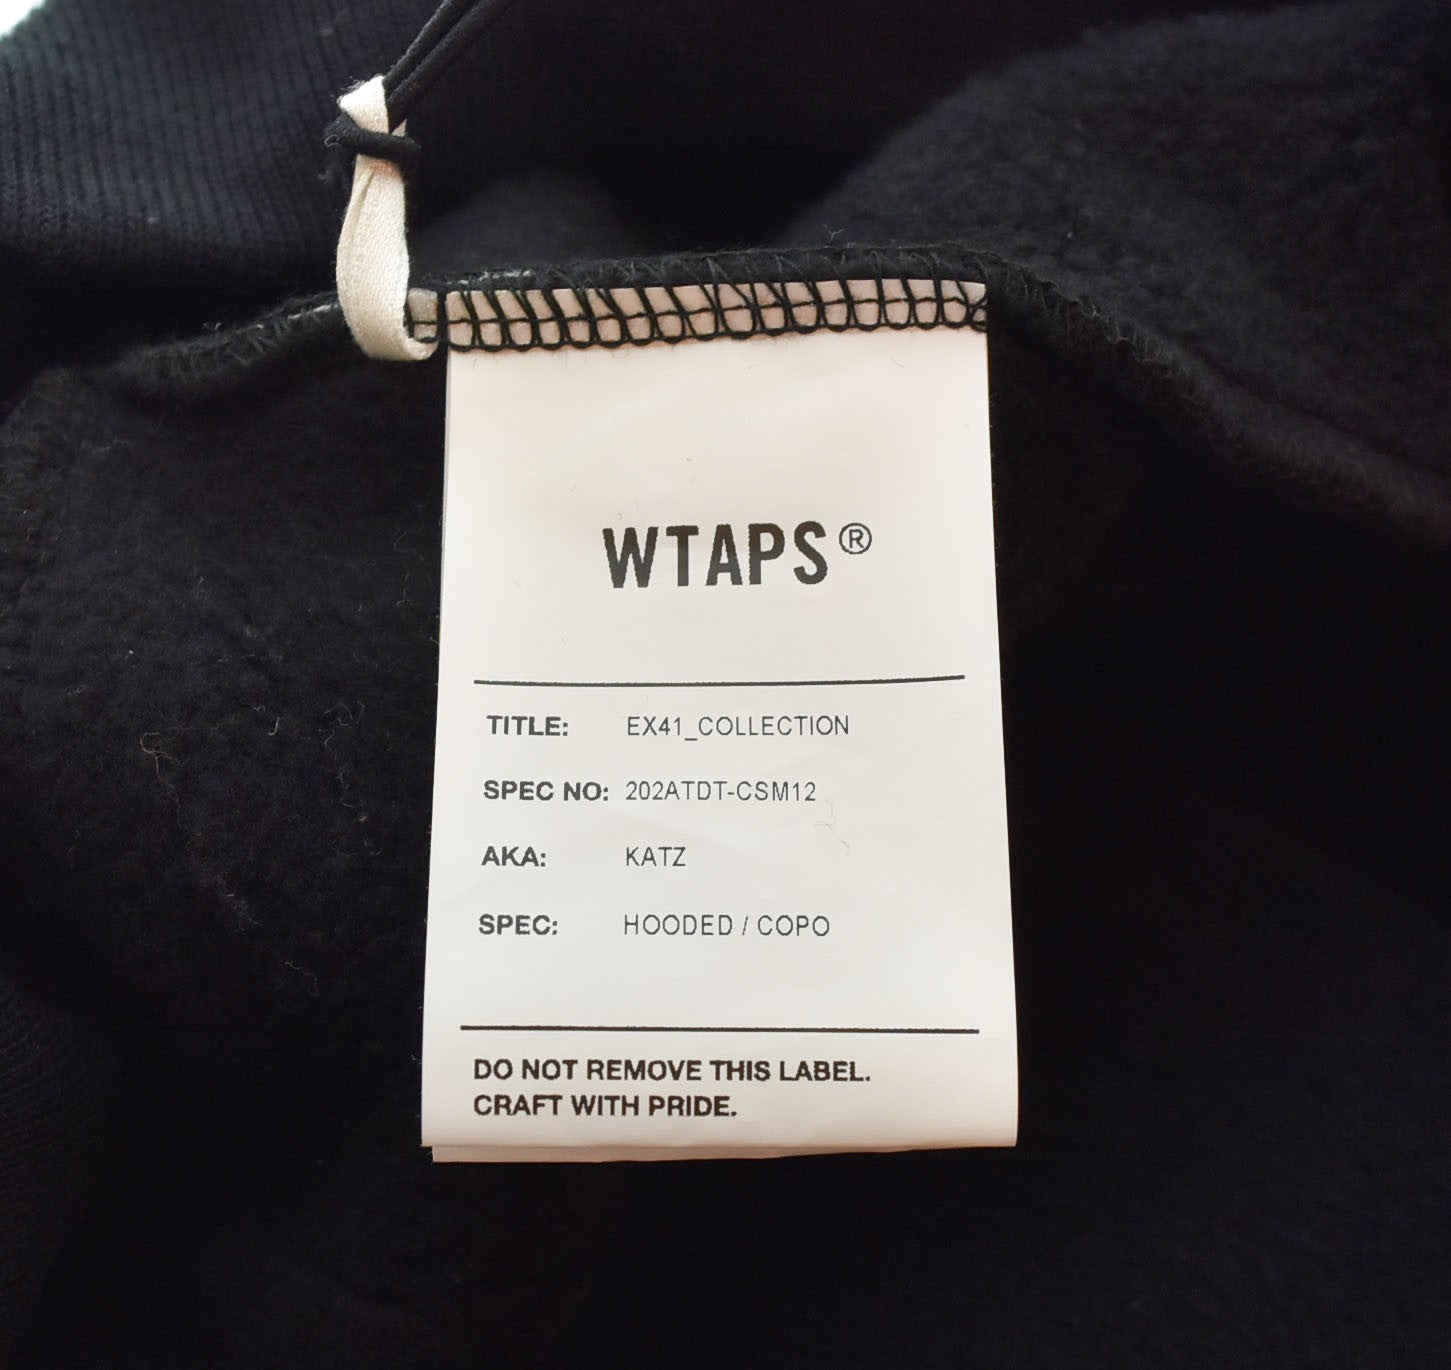 WTAPS®
TITLE: EX41_COLLECTION
SPEC NO: 202ATDT-CSM12
AKA: KATZ
SPEC: HOODED / COPO
DO NOT REMOVE THIS LABEL.
CRAFT WITH PRIDE.